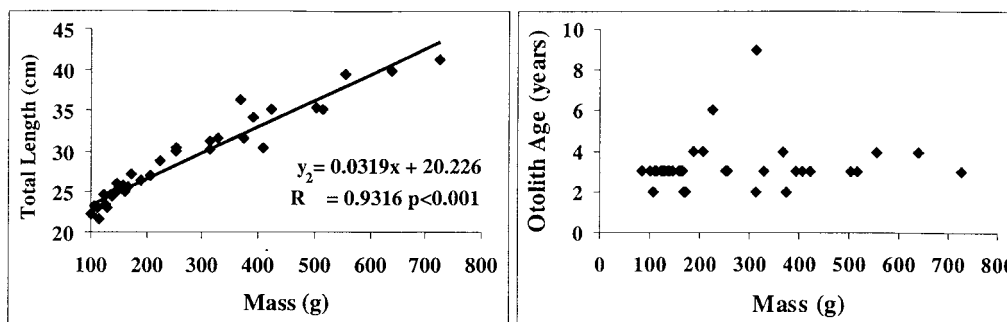 45
40
35
30
25
20
Total Length (cm)
y₂= 0.0319x + 20.226
R = 0.9316 p<0.001
100 200 300 400 500 600 700 800
Mass (g)
10
8
6
4
2
0
Otolith Age (years)
0 100 200 300 400 500 600 700 800
Mass (g)